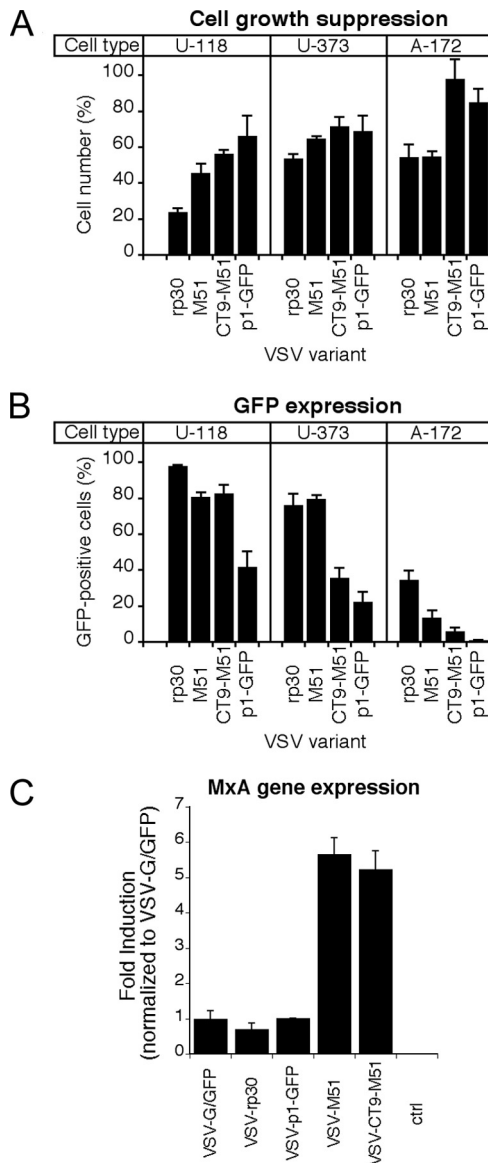 A
Cell growth suppression
Cell type U-118 U-373 A-172
Cell number (%)
100
80
60
40
20
0
rp30 M51 CT9-M51 p1-GFP rp30 M51 CT9-M51 p1-GFP rp30 M51 CT9-M51 p1-GFP
VSV variant
B
GFP expression
Cell type U-118 U-373 A-172
GFP-positive cells (%)
100
80
60
40
20
0
rp30 M51 CT9-M51 p1-GFP rp30 M51 CT9-M51 p1-GFP rp30 M51 CT9-M51 p1-GFP
VSV variant
C
MxA gene expression
Fold Induction
(normalized to VSV-G/GFP)
7
6
5
4
3
2
1
0
VSV-G/GFP VSV-rp30 VSV-p1-GFP VSV-M51 VSV-CT9-M51 ctrl